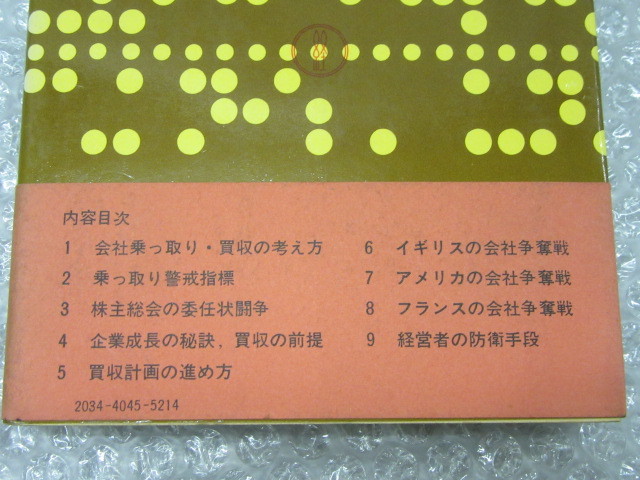 内容目次
1 会社乗っ取り・買収の考え方
2 乗っ取り警戒指標
3 株主総会の委任状闘争
4 企業成長の秘訣，買収の前提
5 買収計画の進め方
6 イギリスの会社争奪戦
7 アメリカの会社争奪戦
8 フランスの会社争奪戦
9 経営者の防衛手段
2034-4045-5214